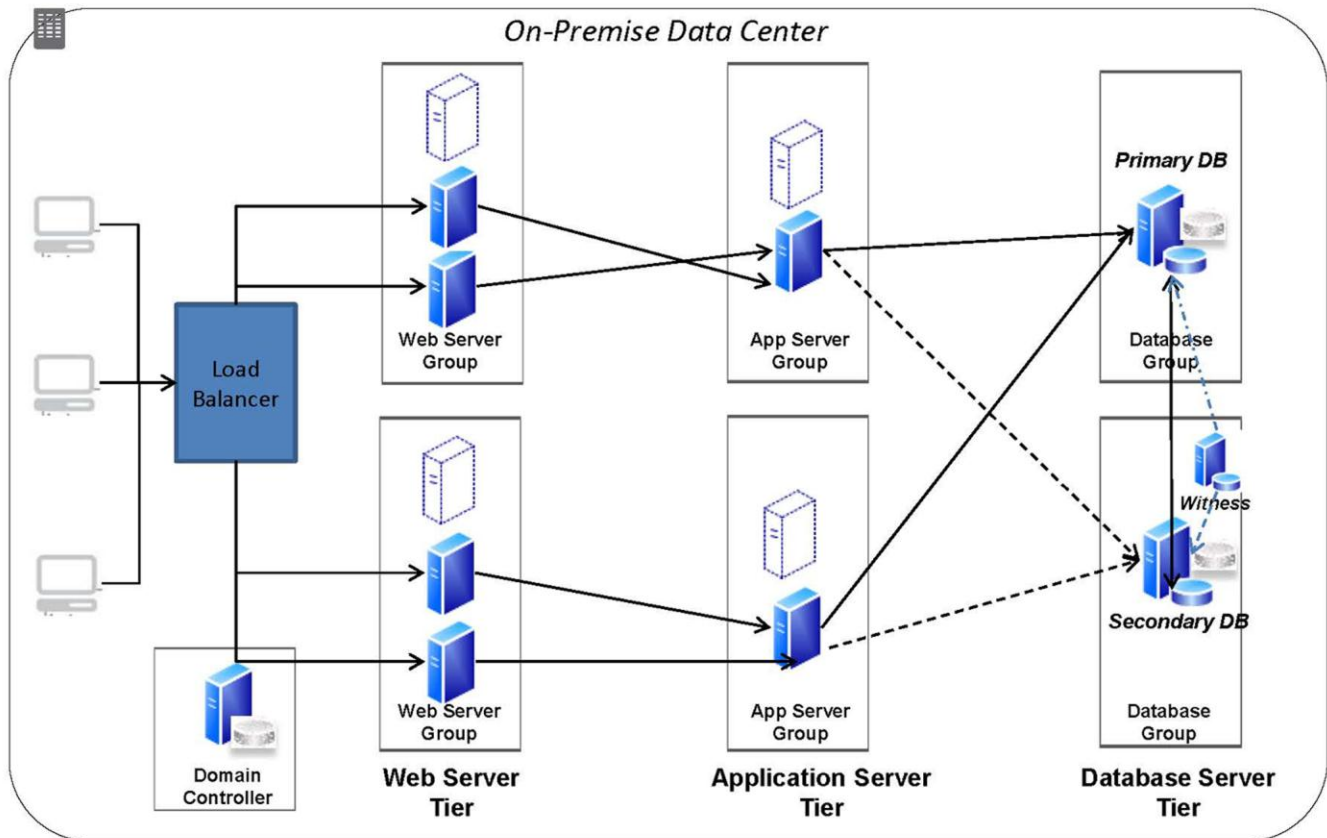 On-Premise Data Center
Load
Balancer
Web Server
Group
App Server
Group
Primary DB
Database
Group
Witness
Secondary DB
Web Server
Group
App Server
Group
Database
Group
Domain
Controller
Web Server
Tier
Application Server
Tier
Database Server
Tier